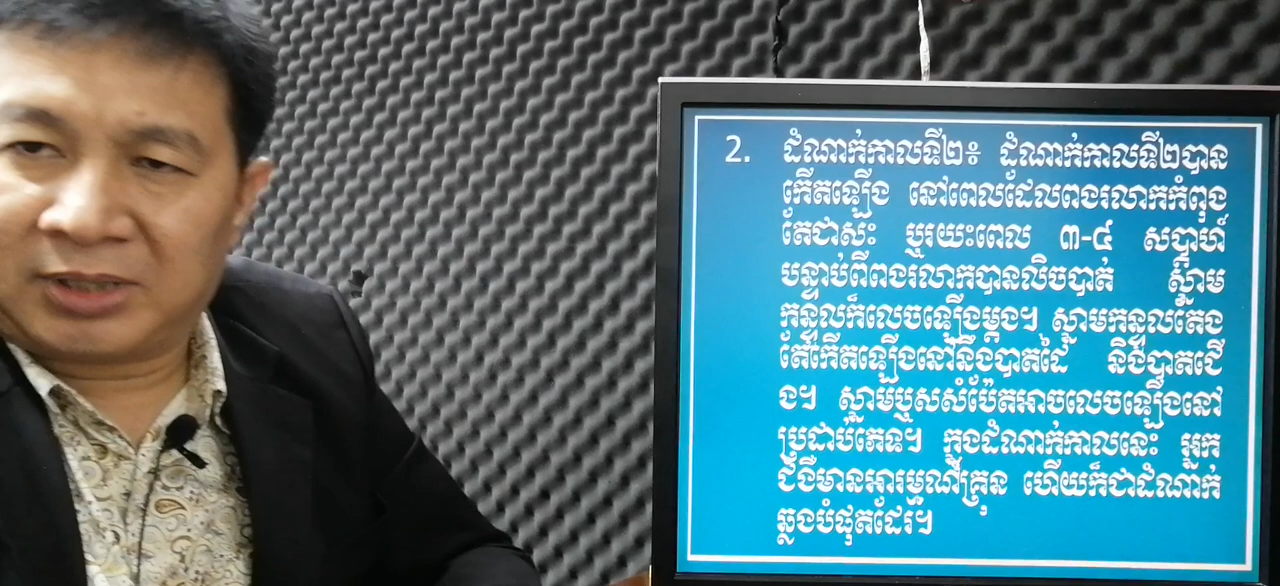 2. ដំណាក់កាលទី២៖ ដំណាក់កាលទី២បាន
កើតឡើង នៅពេលដែលពងរលាកកំពុង
តែជាសះ ឬរយះពេល ៣-៤ សប្តាហ៍
បន្ទាប់ពីពងរលាកបានលិចបាត់ ស្នាម
កន្ទួលក៏លេចឡើងម្តង។ ស្នាមកន្ទួលតែង
តែកើតឡើងនៅនឹងបាតដៃ និងបាតជើ
ង។ ស្នាមឬសសំប៉ែតអាចលេចឡើងនៅ
ប្រដាប់ភេទ។ ក្នុងដំណាក់កាលនេះ អ្នក
ជំងឺមានអារម្មណ៍គ្រុន ហើយក៏ជាដំណាក់
ឆ្លងបំផុតដែរ។